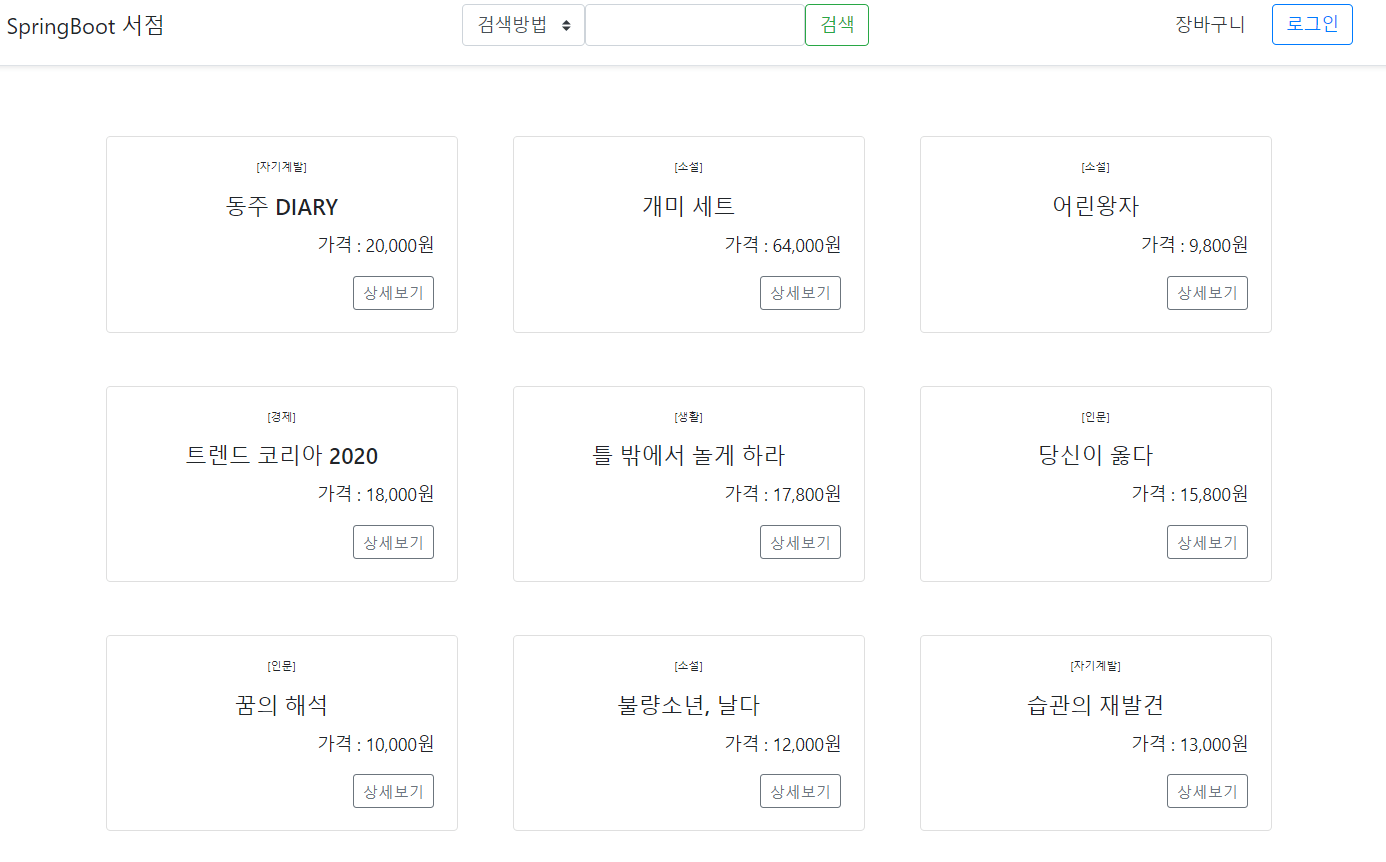 SpringBoot 서점
검색방법
검색
장바구니
로그인
[자기계발]
동주 DIARY
가격 : 20,000원
상세보기
[소설]
개미 세트
가격 : 64,000원
상세보기
[소설]
어린왕자
가격 : 9,800원
상세보기
[경제]
트렌드 코리아 2020
가격 : 18,000원
상세보기
[생활]
틀 밖에서 놀게 하라
가격 : 17,800원
상세보기
[인문]
당신이 옳다
가격 : 15,800원
상세보기
[인문]
꿈의 해석
가격 : 10,000원
상세보기
[소설]
불량소년, 날다
가격 : 12,000원
상세보기
[자기계발]
습관의 재발견
가격 : 13,000원
상세보기